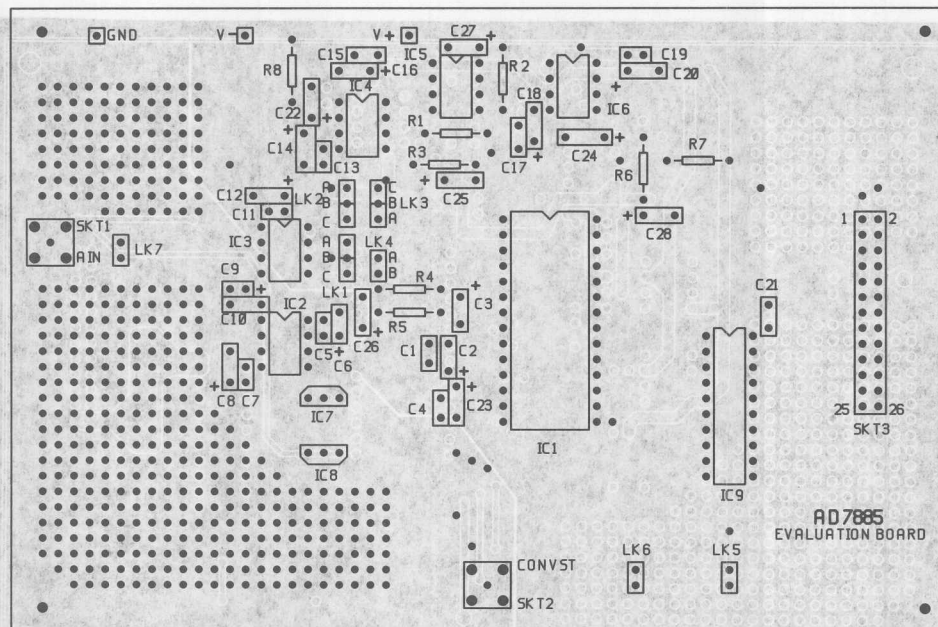 GND
V-
V+
IC5
C27
+
C15
C16
+
R8
R2
C19
C20
+
IC4
C18
IC6
C22
+
C14
+
C13
R1
C17
+
C24
+
R3
R6
R7
C25
+
C12
+
LK2
C11
A
B
C
C
B
A
LK3
C28
+
1
2
SKT1
AIN
LK7
IC3
A
B
C
LK4
A
B
C9
+
C10
IC2
LK1
R4
C3
+
C21
C5
C6
+
C26
+
R5
C1
C2
+
C8
+
C7
IC7
C4
C23
+
25
26
SKT3
IC8
IC1
IC9
AD7885
EVALUATION BOARD
CONVST
SKT2
LK6
LK5